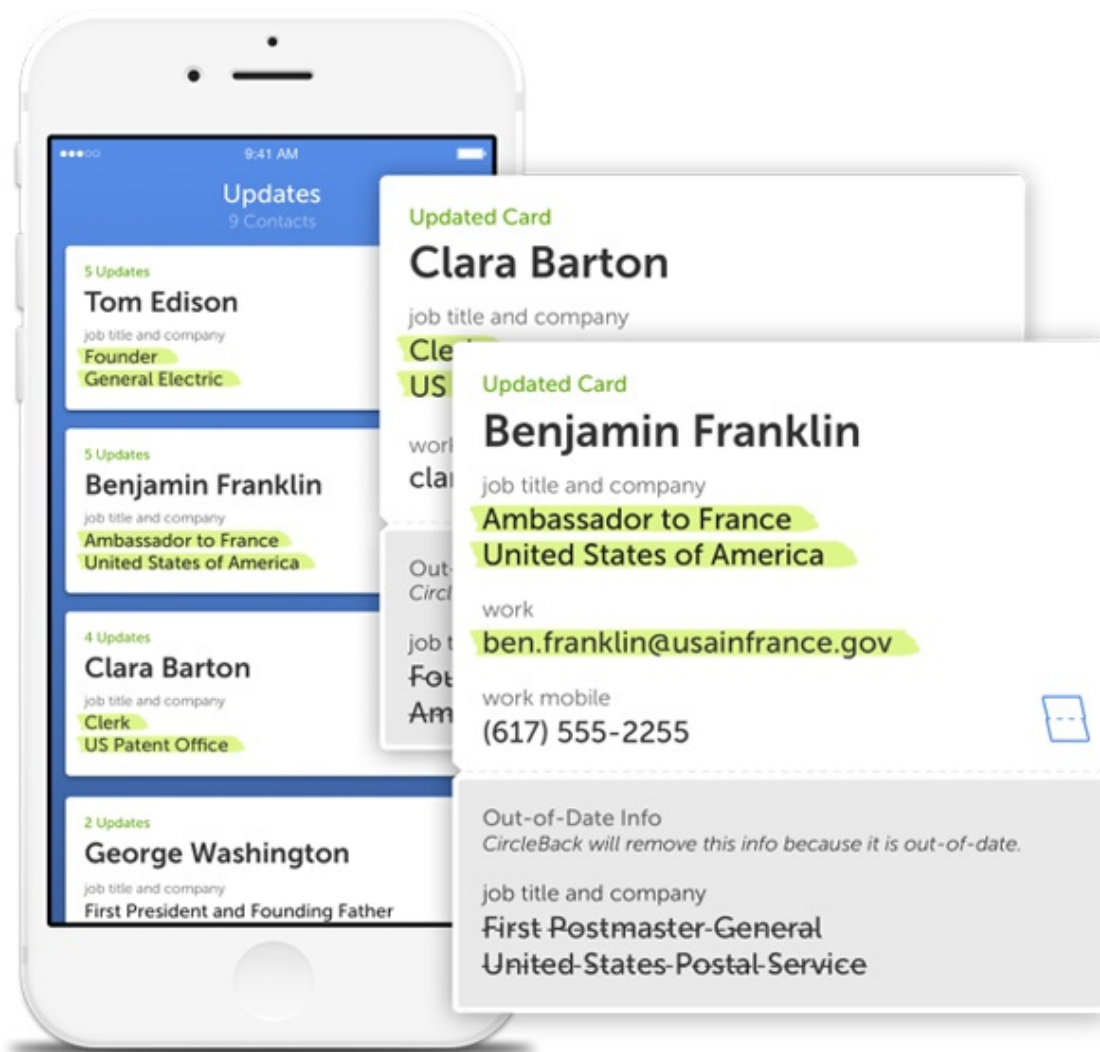 9:41 AM
Updates
9 Contacts
5 Updates
Tom Edison
job title and company
Founder
General Electric
5 Updates
Benjamin Franklin
job title and company
Ambassador to France
United States of America
4 Updates
Clara Barton
job title and company
Clerk
US Patent Office
2 Updates
George Washington
job title and company
First President and Founding Father
Updated Card
Clara Barton
job title and company
US
Updated Card
Benjamin Franklin
job title and company
Ambassador to France
United States of America
work
ben.franklin@usainfrance.gov
work mobile
(617) 555-2255
Out-of-Date Info
CircleBack will remove this info because it is out-of-date.
job title and company
First Postmaster General
United States Postal Service